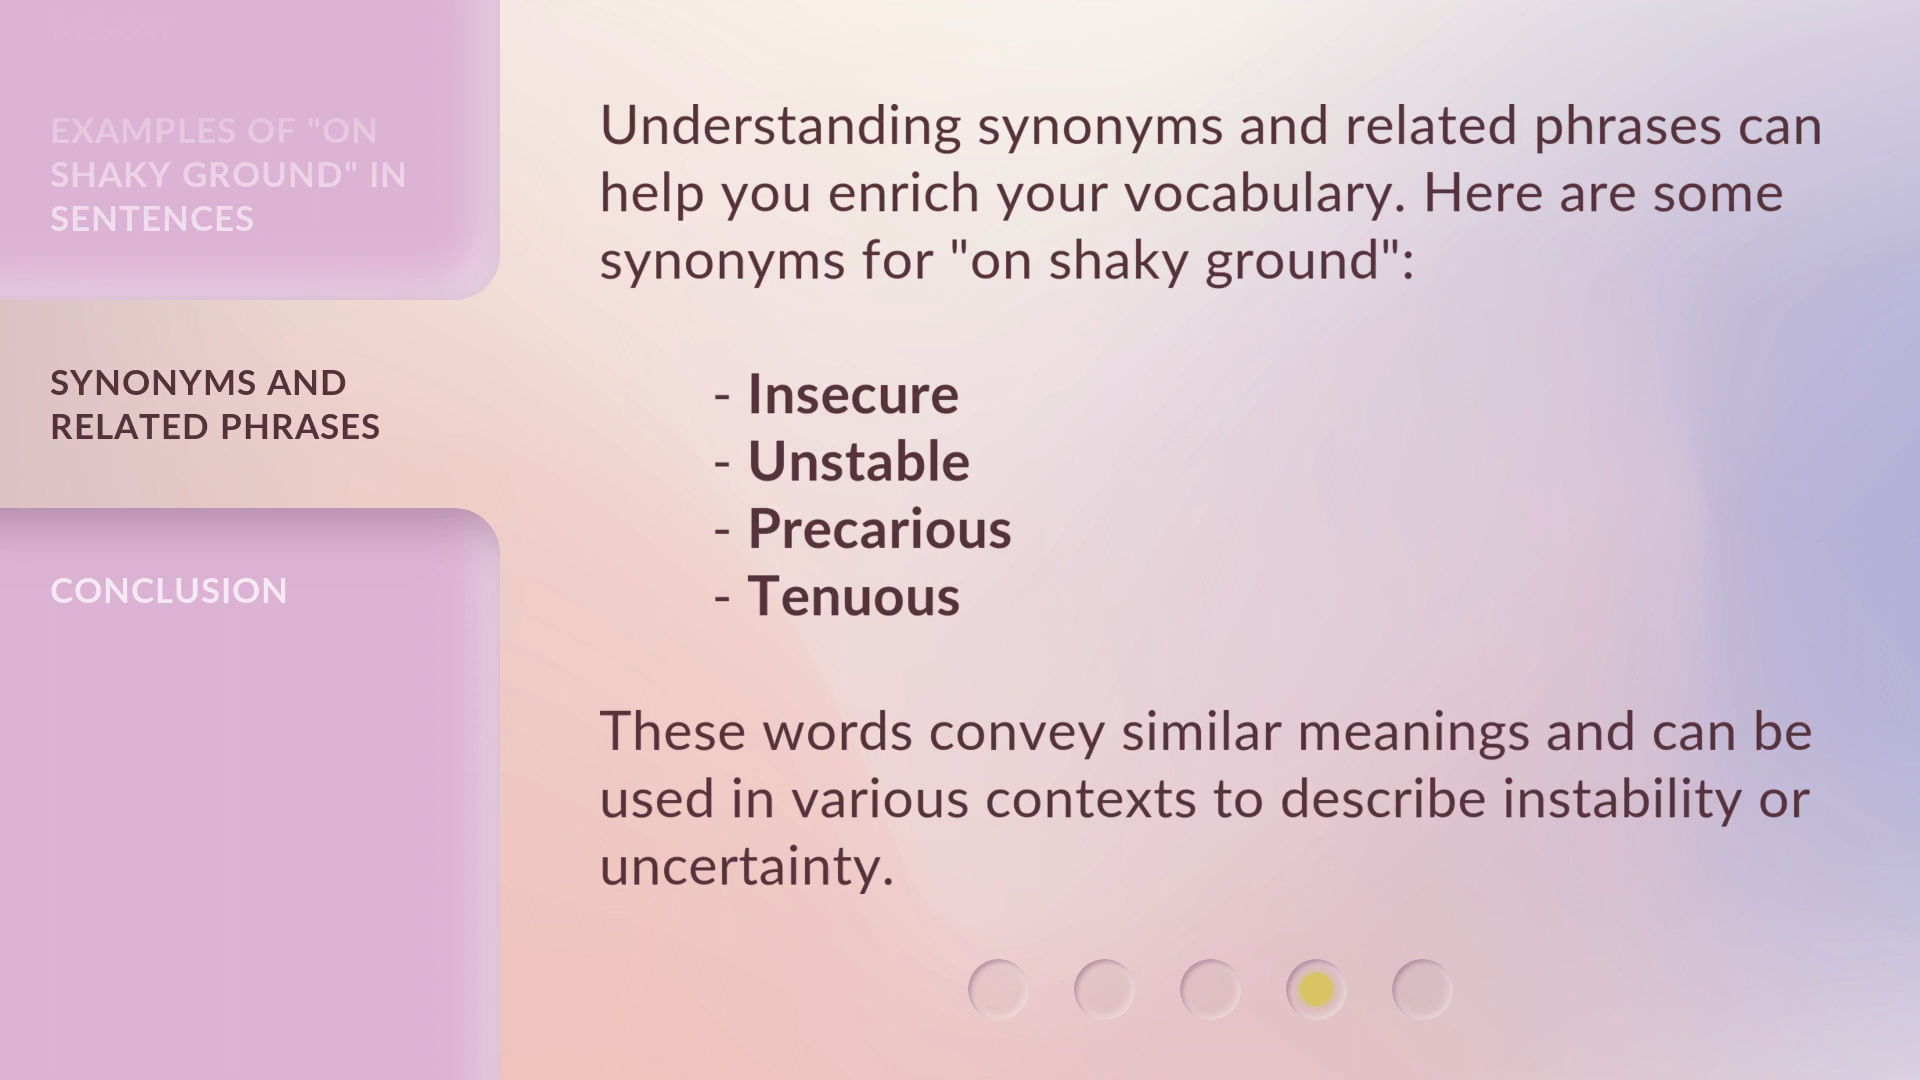 EXAMPLES OF "ON
SHAKY GROUND" IN
SENTENCES
SYNONYMS AND
RELATED PHRASES
CONCLUSION
Understanding synonyms and related phrases can
help you enrich your vocabulary. Here are some
synonyms for "on shaky ground":
- Insecure
- Unstable
- Precarious
- Tenuous
These words convey similar meanings and can be
used in various contexts to describe instability or
uncertainty.